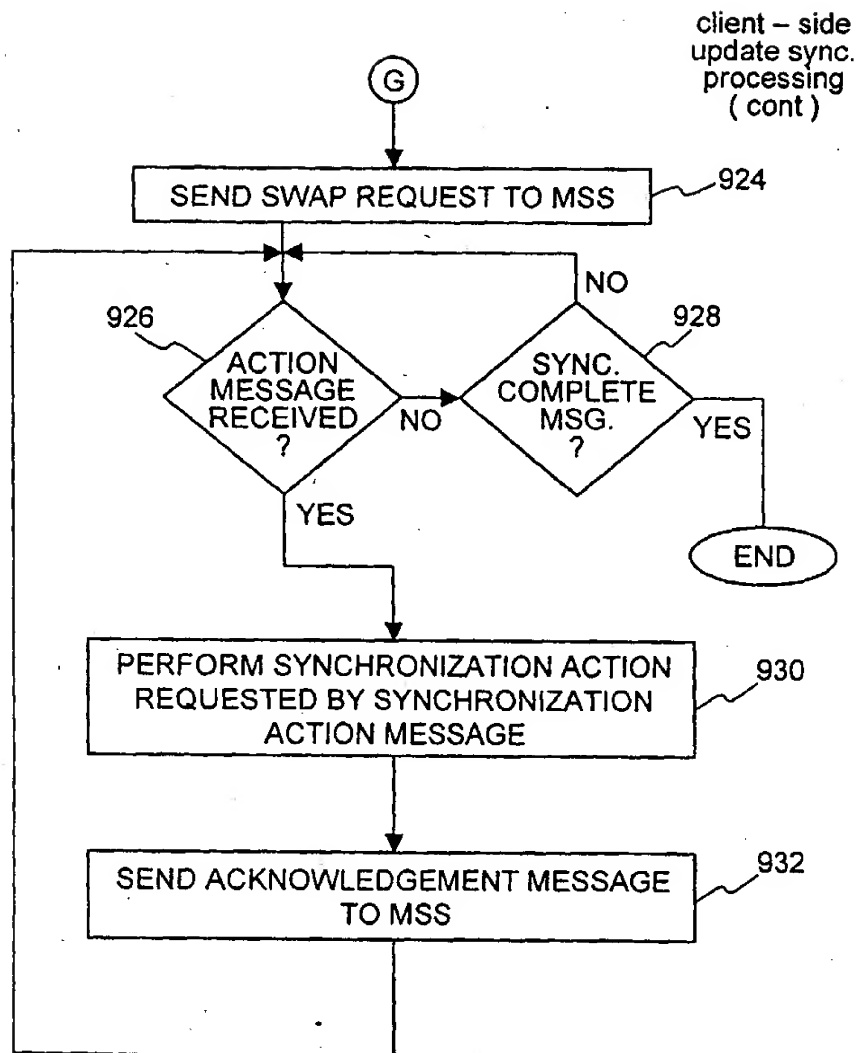 client – side
update sync.
processing
( cont )
G
SEND SWAP REQUEST TO MSS
924
NO
926
928
ACTION
MESSAGE
RECEIVED
?
NO
SYNC.
COMPLETE
MSG.
?
YES
YES
END
PERFORM SYNCHRONIZATION ACTION
REQUESTED BY SYNCHRONIZATION
ACTION MESSAGE
930
SEND ACKNOWLEDGEMENT MESSAGE
TO MSS
932